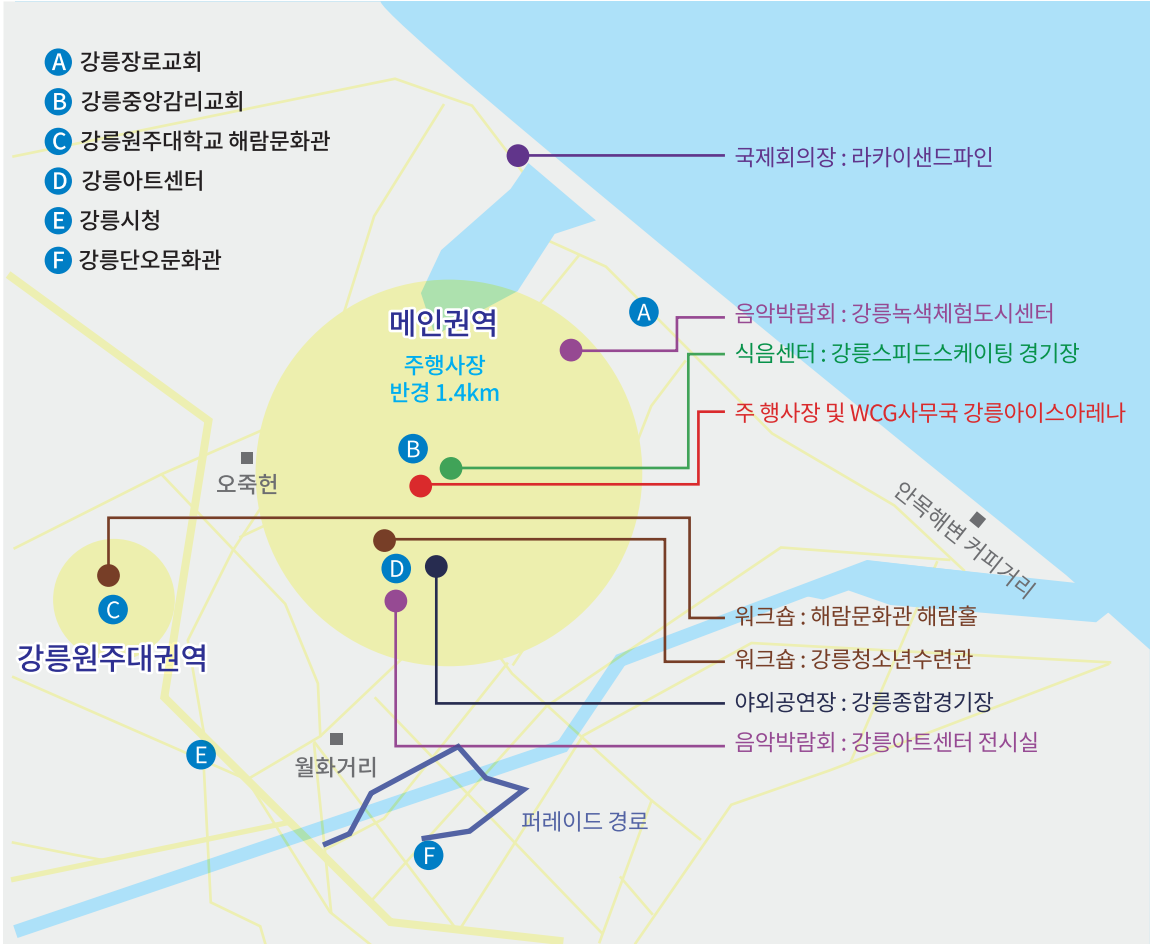 A 강릉장로교회
B 강릉중앙감리교회
C 강릉원주대학교 해람문화관
D 강릉아트센터
E 강릉시청
F 강릉단오문화관
국제회의장 : 라카이샌드파인
A
음악박람회 : 강릉녹색체험도시센터
메인권역
식음센터 : 강릉스피드스케이팅 경기장
주행사장
반경 1.4km
주 행사장 및 WCG사무국 강릉아이스아레나
B
오죽헌
안목해변 커피거리
D
C
워크숍 : 해람문화관 해람홀
강릉원주대권역
워크숍 : 강릉청소년수련관
야외공연장 : 강릉종합경기장
음악박람회 : 강릉아트센터 전시실
E
월화거리
퍼레이드 경로
F